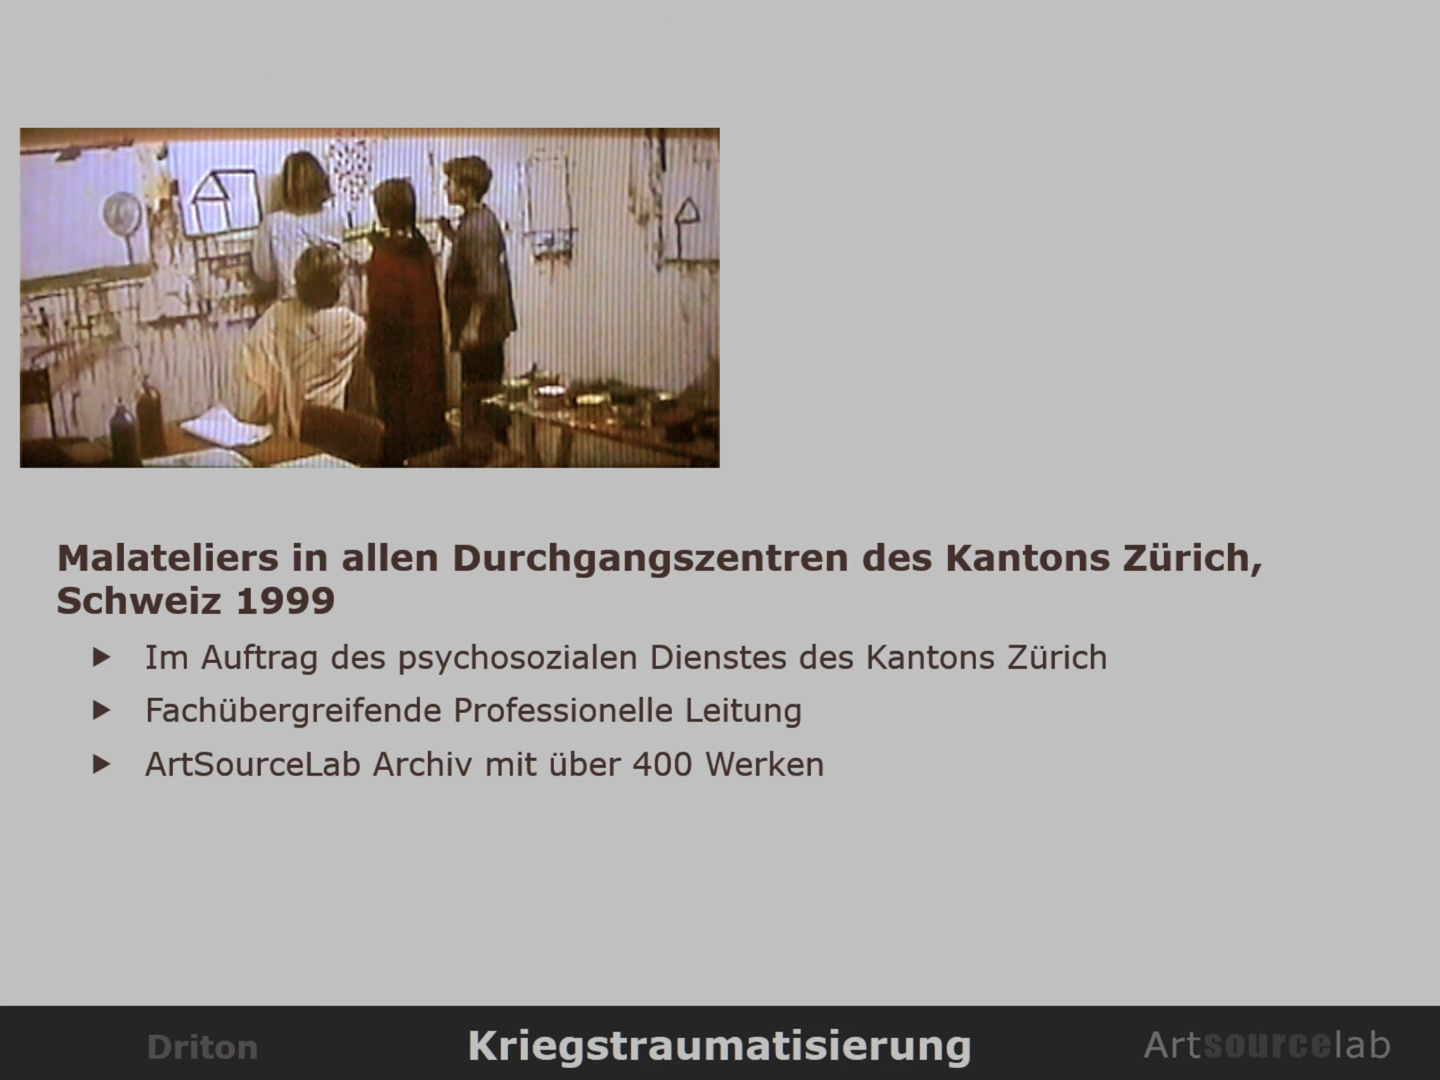 Malateliers in allen Durchgangszentren des Kantons Zürich,
Schweiz 1999
Im Auftrag des psychosozialen Dienstes des Kantons Zürich
Fachübergreifende Professionelle Leitung
ArtSourceLab Archiv mit über 400 Werken
Driton Kriegstraumatisierung Artsourcelab